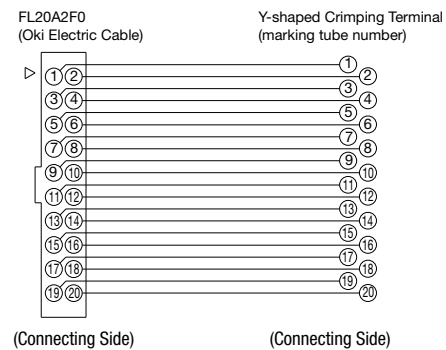 FL20A2F0
(Oki Electric Cable)
Y-shaped Crimping Terminal
(marking tube number)
1 2 1 2
3 4 3 4
5 6 5 6
7 8 7 8
9 10 9 10
11 12 11 12
13 14 13 14
15 16 15 16
17 18 17 18
19 20 19 20
(Connecting Side)
(Connecting Side)